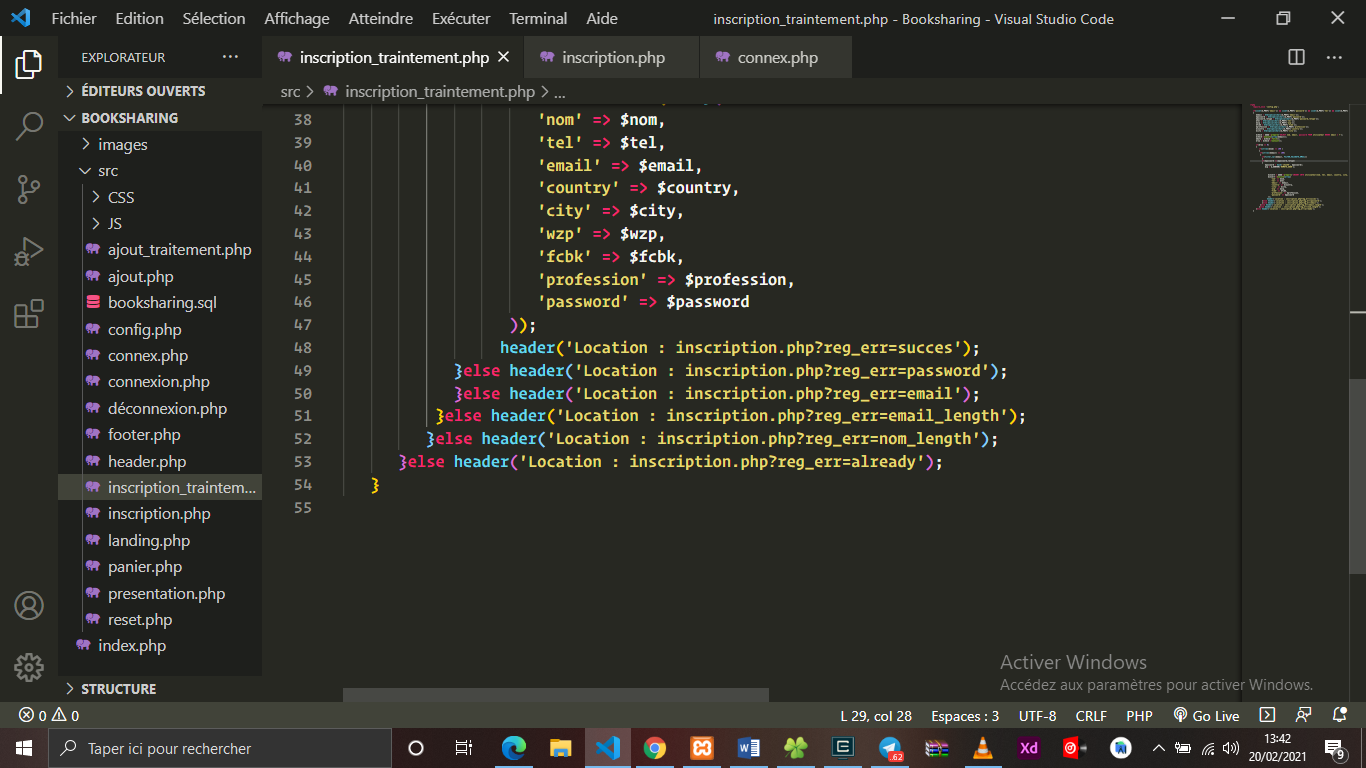 Fichier Edition Sélection Affichage Atteindre Exécuter Terminal Aide inscription_traintement.php - Booksharing - Visual Studio Code
EXPLORATEUR ... inscription_traintement.php inscription.php connex.php
ÉDITEURS OUVERTS
src > inscription_traintement.php > ...
BOOKSHARING
images
src
CSS
JS
ajout_traitement.php
ajout.php
booksharing.sql
config.php
connex.php
connexion.php
déconnexion.php
footer.php
header.php
inscription_traintem...
inscription.php
landing.php
panier.php
presentation.php
reset.php
index.php
STRUCTURE
38 'nom' => $nom,
39 'tel' => $tel,
40 'email' => $email,
41 'country' => $country,
42 'city' => $city,
43 'wzp' => $wzp,
44 'fcbk' => $fcbk,
45 'profession' => $profession,
46 'password' => $password
47 ));
48 header('Location : inscription.php?reg_err=succes');
49 }else header('Location : inscription.php?reg_err=password');
50 }else header('Location : inscription.php?reg_err=email');
51 }else header('Location : inscription.php?reg_err=email_length');
52 }else header('Location : inscription.php?reg_err=nom_length');
53 }else header('Location : inscription.php?reg_err=already');
54 }
55
Activer Windows
Accédez aux paramètres pour activer Windows.
0 0 L 29, col 28 Espaces : 3 UTF-8 CRLF PHP Go Live
Taper ici pour rechercher
.62
Xd
13:42
20/02/2021
9